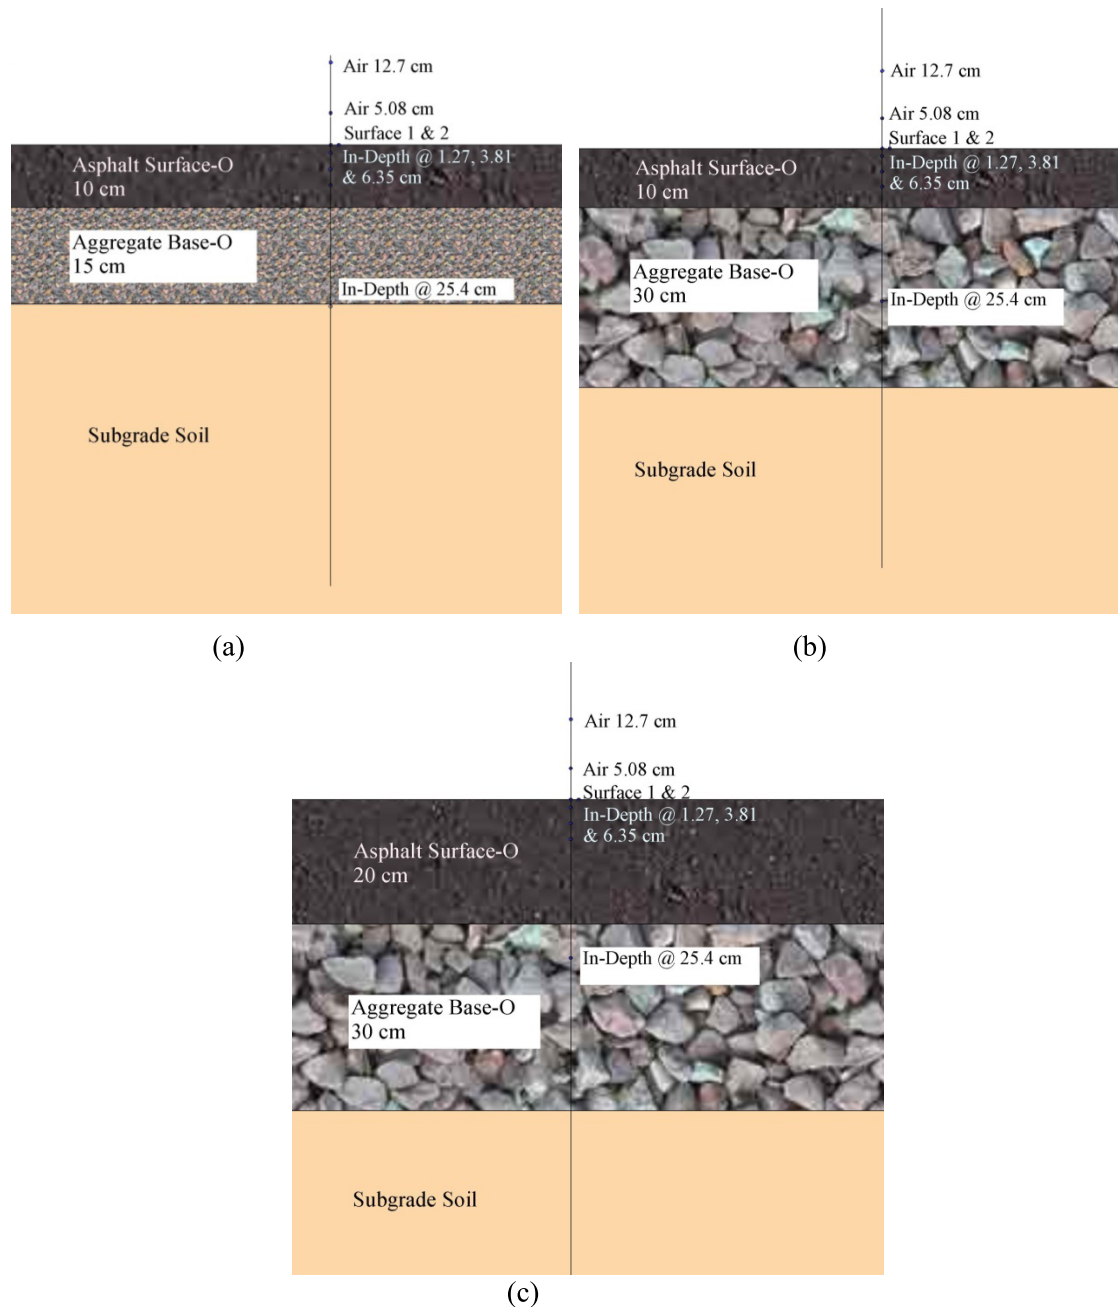 Air 12.7 cm
Air 5.08 cm
Surface 1 & 2
In-Depth @ 1.27, 3.81
& 6.35 cm
Asphalt Surface-O
10 cm
Aggregate Base-O
15 cm
In-Depth @ 25.4 cm
Subgrade Soil
(a)
Air 12.7 cm
Air 5.08 cm
Surface 1 & 2
In-Depth @ 1.27, 3.81
& 6.35 cm
Asphalt Surface-O
10 cm
Aggregate Base-O
30 cm
In-Depth @ 25.4 cm
Subgrade Soil
(b)
Air 12.7 cm
Air 5.08 cm
Surface 1 & 2
In-Depth @ 1.27, 3.81
& 6.35 cm
Asphalt Surface-O
20 cm
In-Depth @ 25.4 cm
Aggregate Base-O
30 cm
Subgrade Soil
(c)